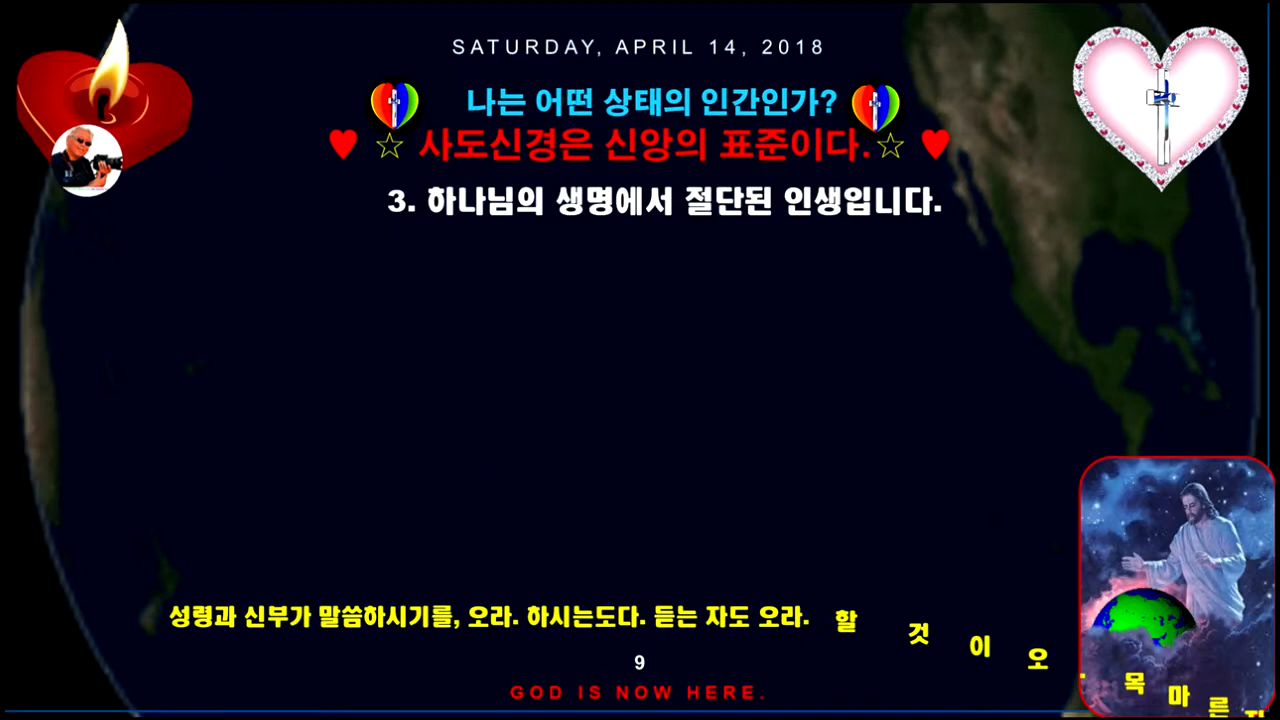 SATURDAY, APRIL 14, 2018
나는 어떤 상태의 인간인가?
♥ ☆ 사도신경은 신앙의 표준이다.☆ ♥
3. 하나님의 생명에서 절단된 인생입니다.
성령과 신부가 말씀하시기를, 오라. 하시는도다. 듣는 자도 오라. 할 것 이 오 목 마 른
9
GOD IS NOW HERE.